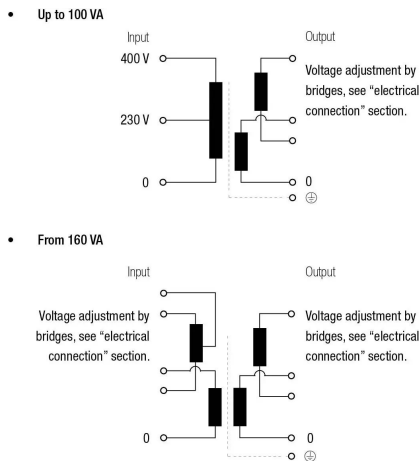 • Up to 100 VA
Input Output
400 V
Voltage adjustment by
bridges, see “electrical
connection” section.
230 V
0 0
• From 160 VA
Input Output
Voltage adjustment by
bridges, see “electrical
connection” section.
Voltage adjustment by
bridges, see “electrical
connection” section.
0 0